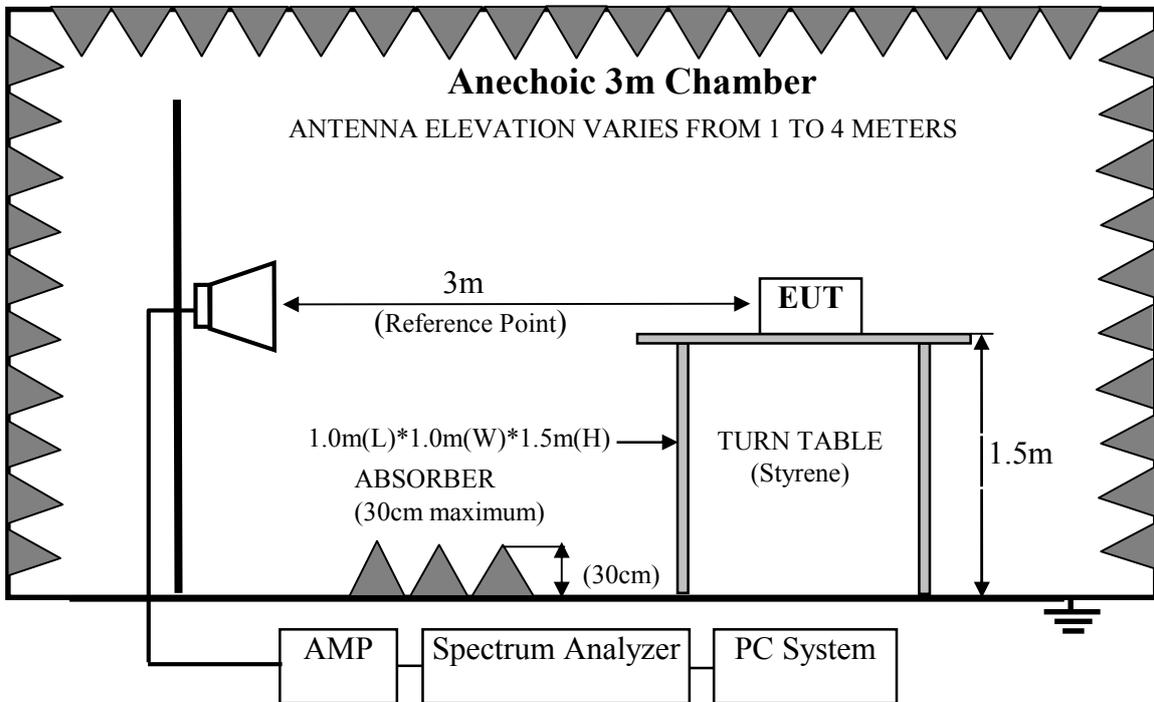 Anechoic 3m Chamber
ANTENNA ELEVATION VARIES FROM 1 TO 4 METERS
3m
(Reference Point)
EUT
1.0m(L)*1.0m(W)*1.5m(H)
TURN TABLE
(Styrene)
1.5m
ABSORBER
(30cm maximum)
(30cm)
AMP
Spectrum Analyzer
PC System